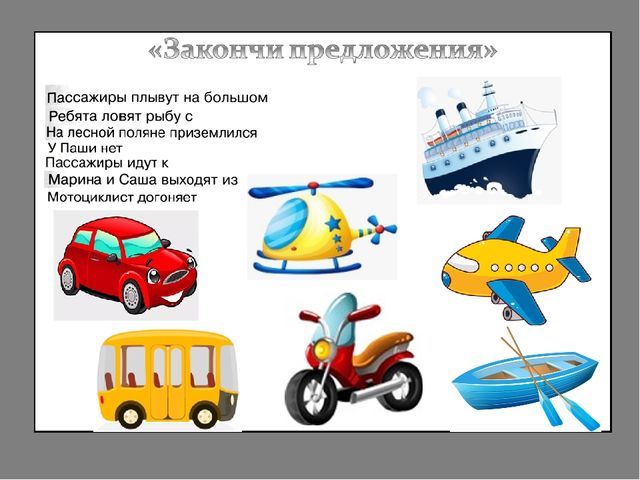 «Закончи предложения»
Пассажиры плывут на большом
Ребята ловят рыбу с
На лесной поляне приземлился
У Паши нет
Пассажиры идут к
Марина и Саша выходят из
Мотоциклист догоняет